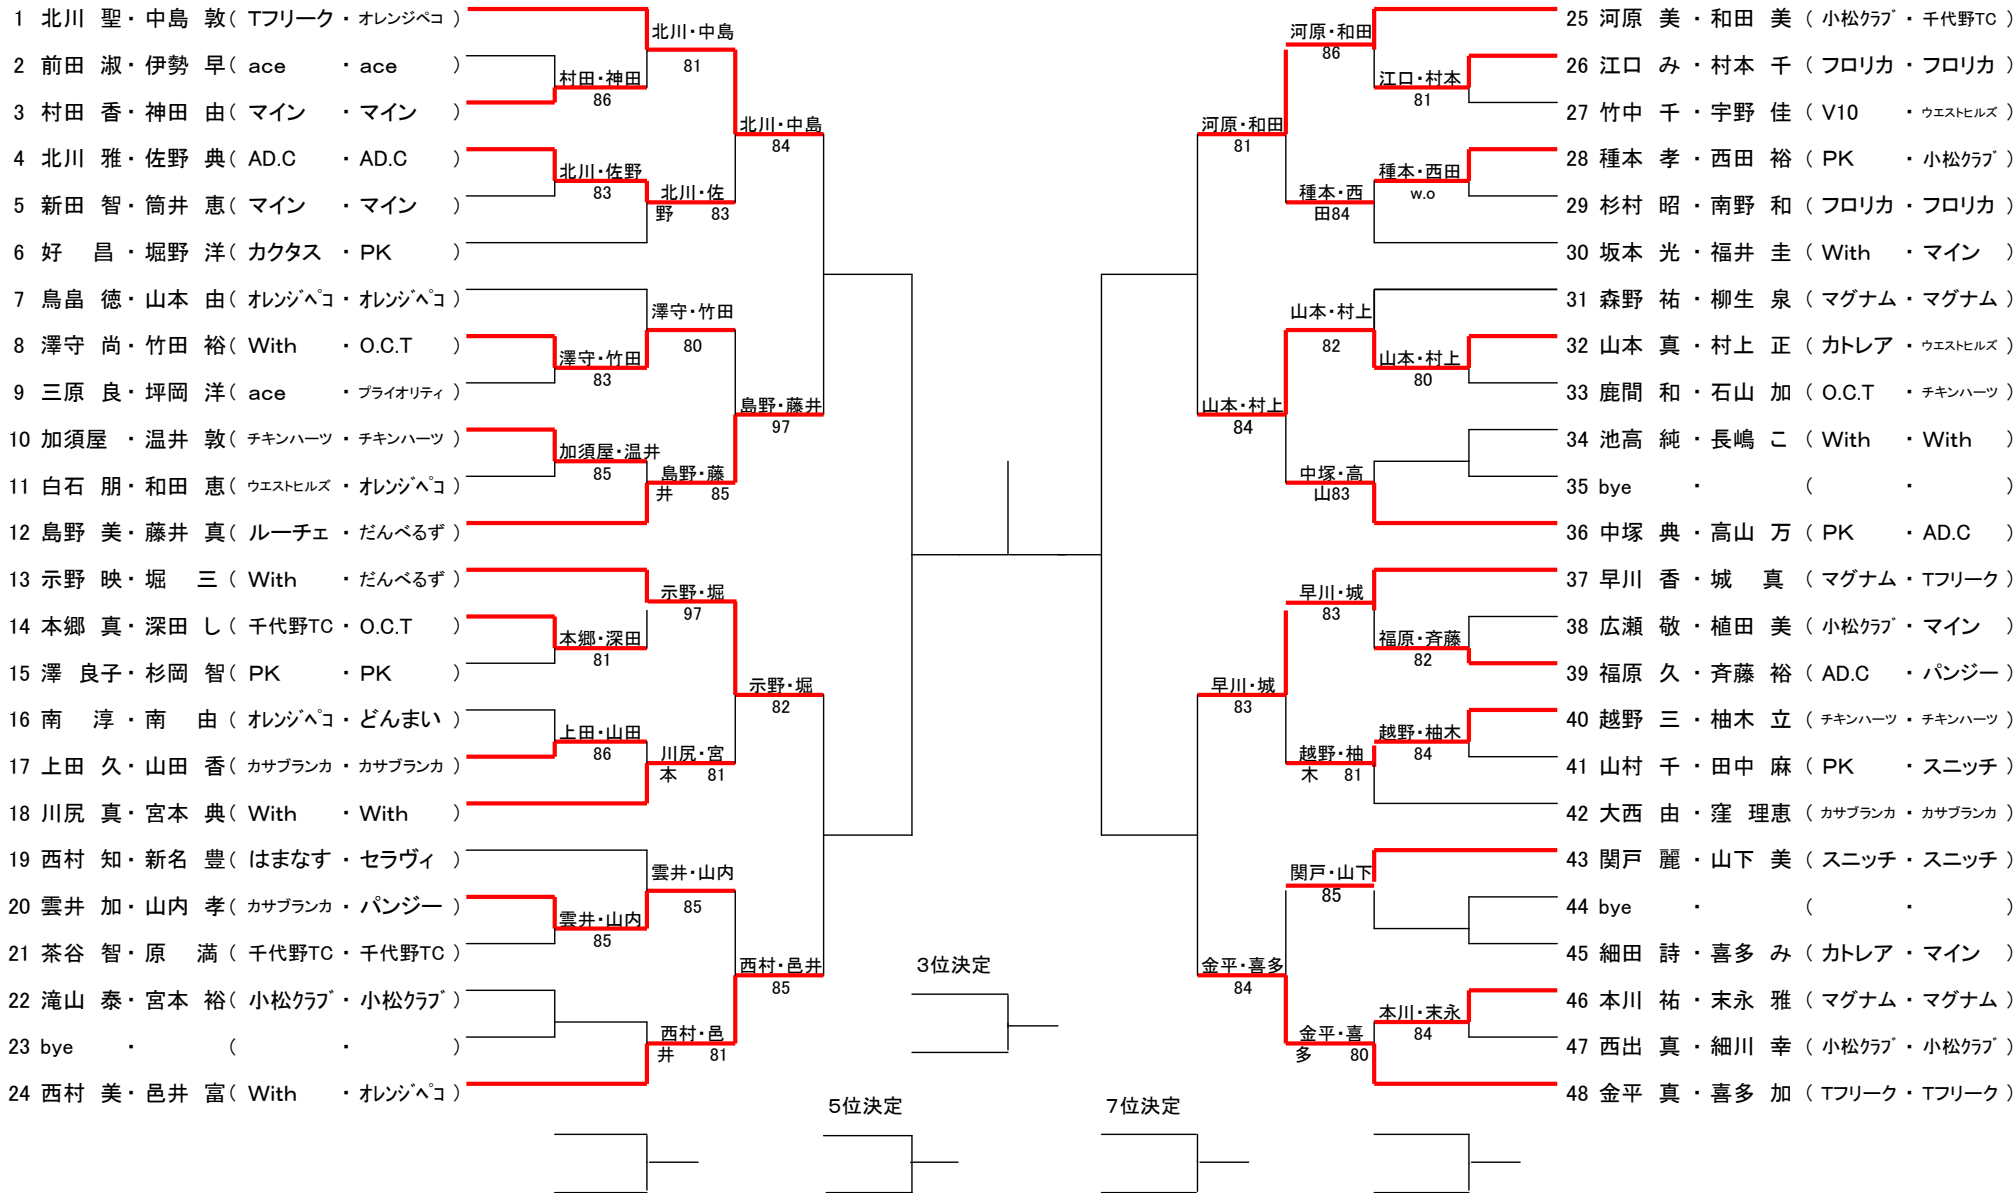 1 北川 聖・中島 敦( Tフリーク・オレンジペコ )
2 前田 淑・伊勢 早( ace ・ace )
3 村田 香・神田 由( マイン ・マイン )
4 北川 雅・佐野 典( AD.C ・AD.C )
5 新田 智・筒井 恵( マイン ・マイン )
6 好 昌・堀野 洋( カクタス ・PK )
7 鳥畠 徳・山本 由( オレンジペコ・オレンジペコ )
8 澤守 尚・竹田 裕( With ・O.C.T )
9 三原 良・坪岡 洋( ace ・プライオリティ )
10 加須屋 ・温井 敦( チキンハーツ・チキンハーツ )
11 白石 朋・和田 恵( ウエストヒルズ・オレンジペコ )
12 島野 美・藤井 真( ルーチェ ・だんべるず )
13 示野 映・堀 三( With ・だんべるず )
14 本郷 真・深田 し( 千代野TC・O.C.T )
15 澤 良子・杉岡 智( PK ・PK )
16 南 淳・南 由( オレンジペコ・どんまい )
17 上田 久・山田 香( カサブランカ・カサブランカ )
18 川尻 真・宮本 典( With ・With )
19 西村 知・新名 豊( はまなす・セラヴィ )
20 雲井 加・山内 孝( カサブランカ・パンジー )
21 茶谷 智・原 満( 千代野TC・千代野TC )
22 滝山 泰・宮本 裕( 小松クラブ・小松クラブ )
23 bye ・ ( ・ )
24 西村 美・邑井 富( With ・オレンジペコ )
村田・神田
86
北川・佐野
83
澤守・竹田
83
加須屋・温井
85
本郷・深田
81
上田・山田
86
雲井・山内
85
北川・中島
81
北川・佐
野 83
澤守・竹田
80
島野・藤
井 85
示野・堀
97
川尻・宮
本 81
雲井・山内
85
西村・邑
井 81
北川・中島
84
島野・藤井
97
示野・堀
82
西村・邑井
85
3位決定
5位決定
7位決定
河原・和田
81
山本・村上
84
早川・城
83
金平・喜多
84
河原・和田
86
種本・西
田84
山本・村上
82
中塚・高
山83
早川・城
83
越野・柚
木 81
関戸・山下
85
金平・喜
多 80
江口・村本
81
種本・西田
w.o
山本・村上
80
福原・斉藤
82
越野・柚木
84
本川・末永
84
25 河原 美・和田 美( 小松クラブ・千代野TC )
26 江口 み・村本 千( フロリカ・フロリカ )
27 竹中 千・宇野 佳( V10 ・ウエストヒルズ )
28 種本 孝・西田 裕( PK ・小松クラブ )
29 杉村 昭・南野 和( フロリカ・フロリカ )
30 坂本 光・福井 圭( With ・マイン )
31 森野 祐・柳生 泉( マグナム・マグナム )
32 山本 真・村上 正( カトレア・ウエストヒルズ )
33 鹿間 和・石山 加( O.C.T ・チキンハーツ )
34 池高 純・長嶋 こ( With ・With )
35 bye ・ ( ・ )
36 中塚 典・高山 万( PK ・AD.C )
37 早川 香・城 真( マグナム・Tフリーク )
38 広瀬 敬・植田 美( 小松クラブ・マイン )
39 福原 久・斉藤 裕( AD.C ・パンジー )
40 越野 三・柚木 立( チキンハーツ・チキンハーツ )
41 山村 千・田中 麻( PK ・スニッチ )
42 大西 由・窪 理恵( カサブランカ・カサブランカ )
43 関戸 麗・山下 美( スニッチ・スニッチ )
44 bye ・ ( ・ )
45 細田 詩・喜多 み( カトレア・マイン )
46 本川 祐・末永 雅( マグナム・マグナム )
47 西出 真・細川 幸( 小松クラブ・小松クラブ )
48 金平 真・喜多 加( Tフリーク・Tフリーク )